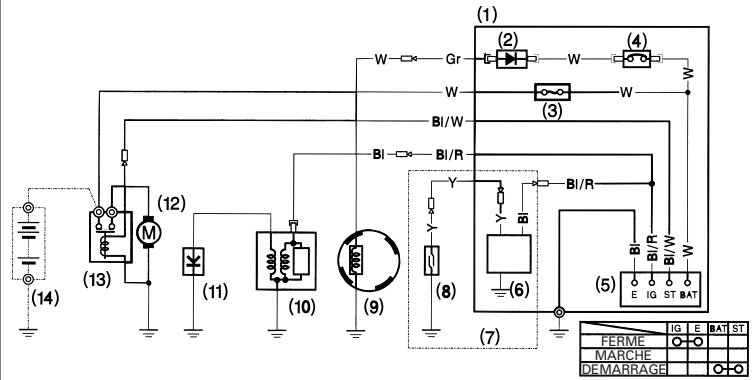 (1)
(2)
(4)
W
Gr
W
W
W
W
(3)
Bl/W
Bl
Bl/R
Bl/R
Y
Y
Y
Bl
(12)
M
(13)
(14)
(11)
(10)
(9)
(8)
(6)
(7)
Bl
Bl/R
Bl/W
W
(5)
E IG ST BAT
IG E BAT ST
FERME
MARCHE
DEMARRAGE